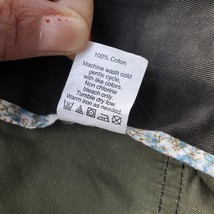 100% Coton
Machine wash cold
gentle cycle,
with like colors.
Non chlorine
bleach only
Tumble dry low.
Warm iron as needed.